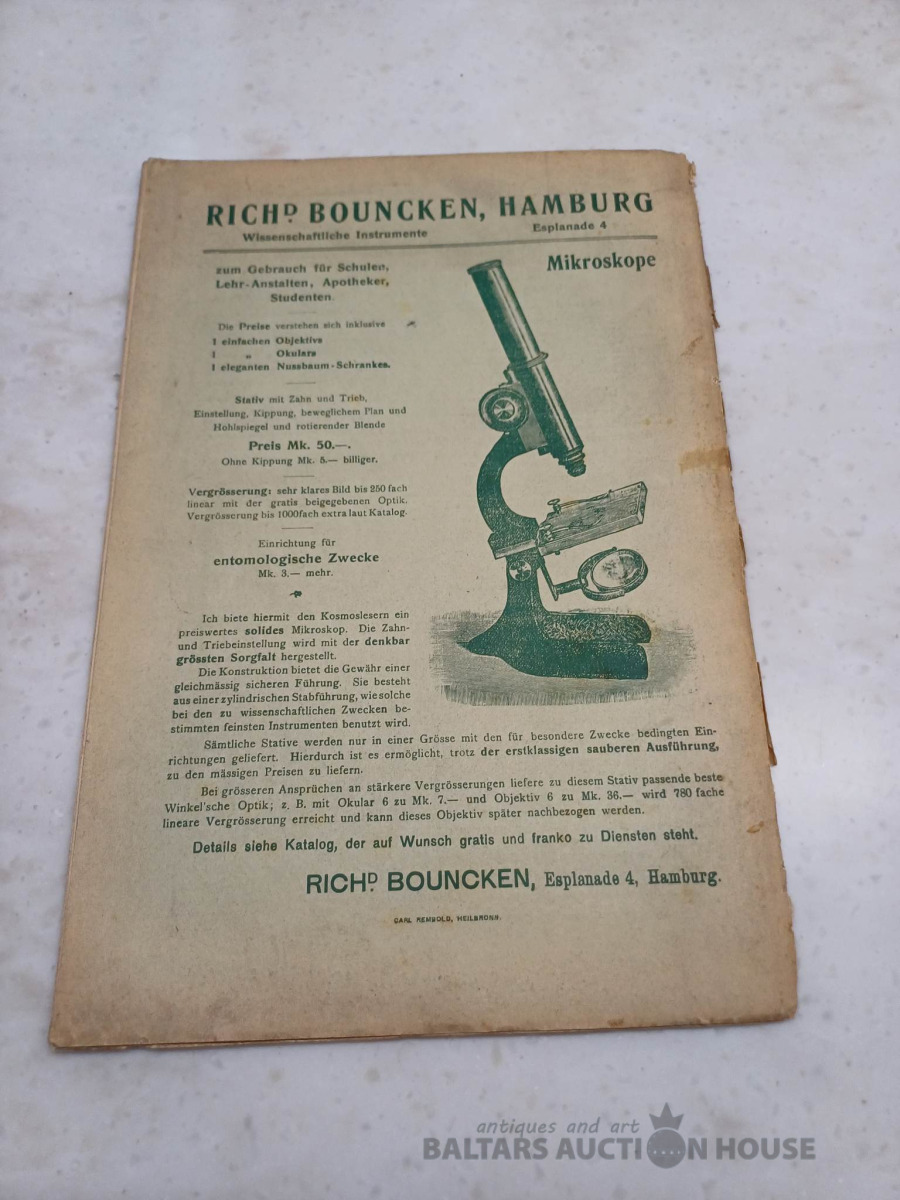 RICHD. BOUNCKEN, HAMBURG
Wissenschaftliche Instrumente
Esplanade 4
Mikroskope
zum Gebrauch für Schulen,
Lehr-Anstalten, Apotheker,
Studenten.
Die Preise verstehen sich inklusive
1 einfachen Objektivs
1 „ Okulars
1 eleganten Nussbaum-Schrankes.
Stativ mit Zahn und Trieb,
Einstellung, Kippung, beweglichem Plan und
Hohlspiegel und rotierender Blende
Preis Mk. 50.—.
Ohne Kippung Mk. 5.— billiger.
Vergrösserung: sehr klares Bild bis 250 fach
linear mit der gratis beigegebenen Optik.
Vergrösserung bis 1000fach extra laut Katalog.
Einrichtung für
entomologische Zwecke
Mk. 3.— mehr.
Ich biete hiermit den Kosmoslesern ein
preiswertes solides Mikroskop. Die Zahn-
und Triebeinstellung wird mit der denkbar
grössten Sorgfalt hergestellt.
Die Konstruktion bietet die Gewähr einer
gleichmässig sicheren Führung. Sie besteht
aus einer zylindrischen Stabführung, wie solche
bei den zu wissenschaftlichen Zwecken be-
stimmten feinsten Instrumenten benutzt wird.
Sämtliche Stative werden nur in einer Grösse mit den für besondere Zwecke bedingten Ein-
richtungen geliefert. Hierdurch ist es ermöglicht, trotz der erstklassigen sauberen Ausführung,
zu den mässigen Preisen zu liefern.
Bei grösseren Ansprüchen an stärkere Vergrösserungen liefere zu diesem Stativ passende beste
Winkel'sche Optik; z. B. mit Okular 6 zu Mk. 7.— und Objektiv 6 zu Mk. 36.— wird 780 fache
lineare Vergrösserung erreicht und kann dieses Objektiv später nachbezogen werden.
Details siehe Katalog, der auf Wunsch gratis und franko zu Diensten steht.
RICHD. BOUNCKEN, Esplanade 4, Hamburg.
CARL REMBOLD, HEILBRONN.
antiques and art
BALTARS AUCTION HOUSE